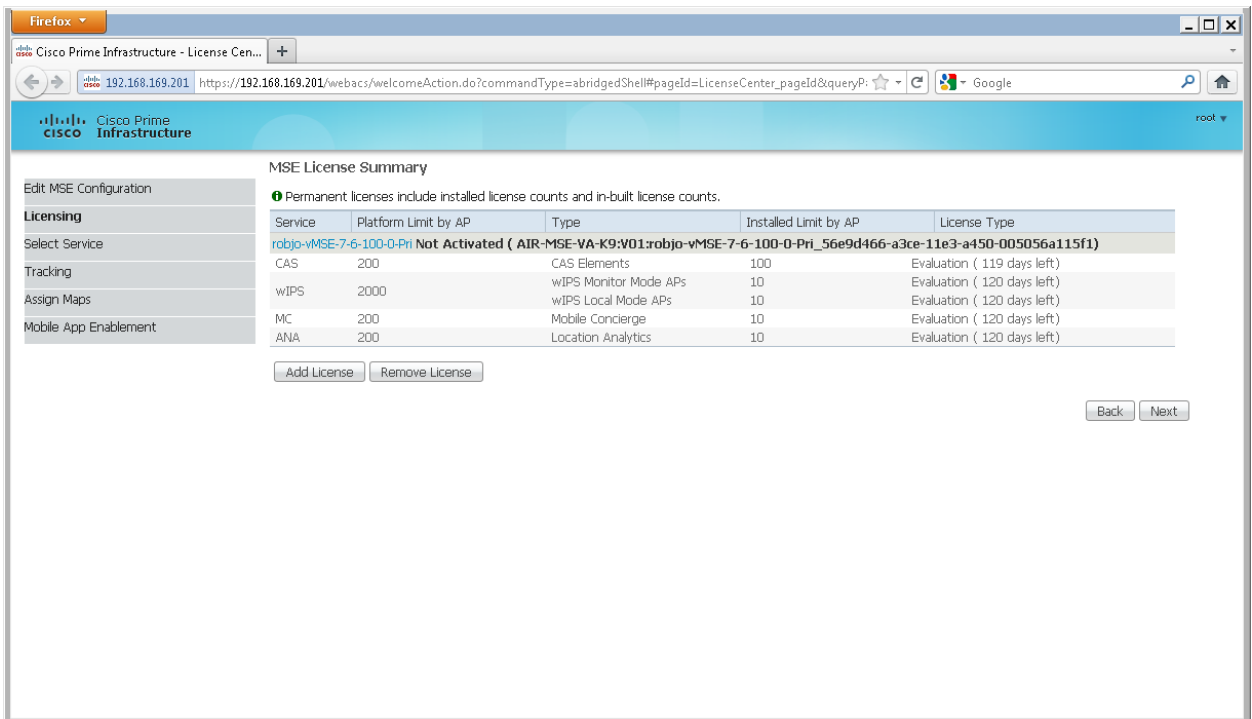 Firefox
Cisco Prime Infrastructure - License Cen... +
192.168.169.201 https://192.168.169.201/webacs/welcomeAction.do?commandType=abridgedShell#pageId=LicenseCenter_pageId&queryP Google
Cisco Prime root
CISCO Infrastructure
MSE License Summary
Edit MSE Configuration
Licensing
Select Service
Tracking
Assign Maps
Mobile App Enablement
Permanent licenses include installed license counts and in-built license counts.
Service Platform Limit by AP Type Installed Limit by AP License Type
robjo-vMSE-7-6-100-0-Pri Not Activated ( AIR-MSE-VA-K9:V01:robjo-vMSE-7-6-100-0-Pri_56e9d466-a3ce-11e3-a450-005056a115f1)
CAS 200 CAS Elements 100 Evaluation ( 119 days left)
wIPS 2000 wIPS Monitor Mode APs 10 Evaluation ( 120 days left)
wIPS Local Mode APs 10 Evaluation ( 120 days left)
MC 200 Mobile Concierge 10 Evaluation ( 120 days left)
ANA 200 Location Analytics 10 Evaluation ( 120 days left)
Add License Remove License
Back Next